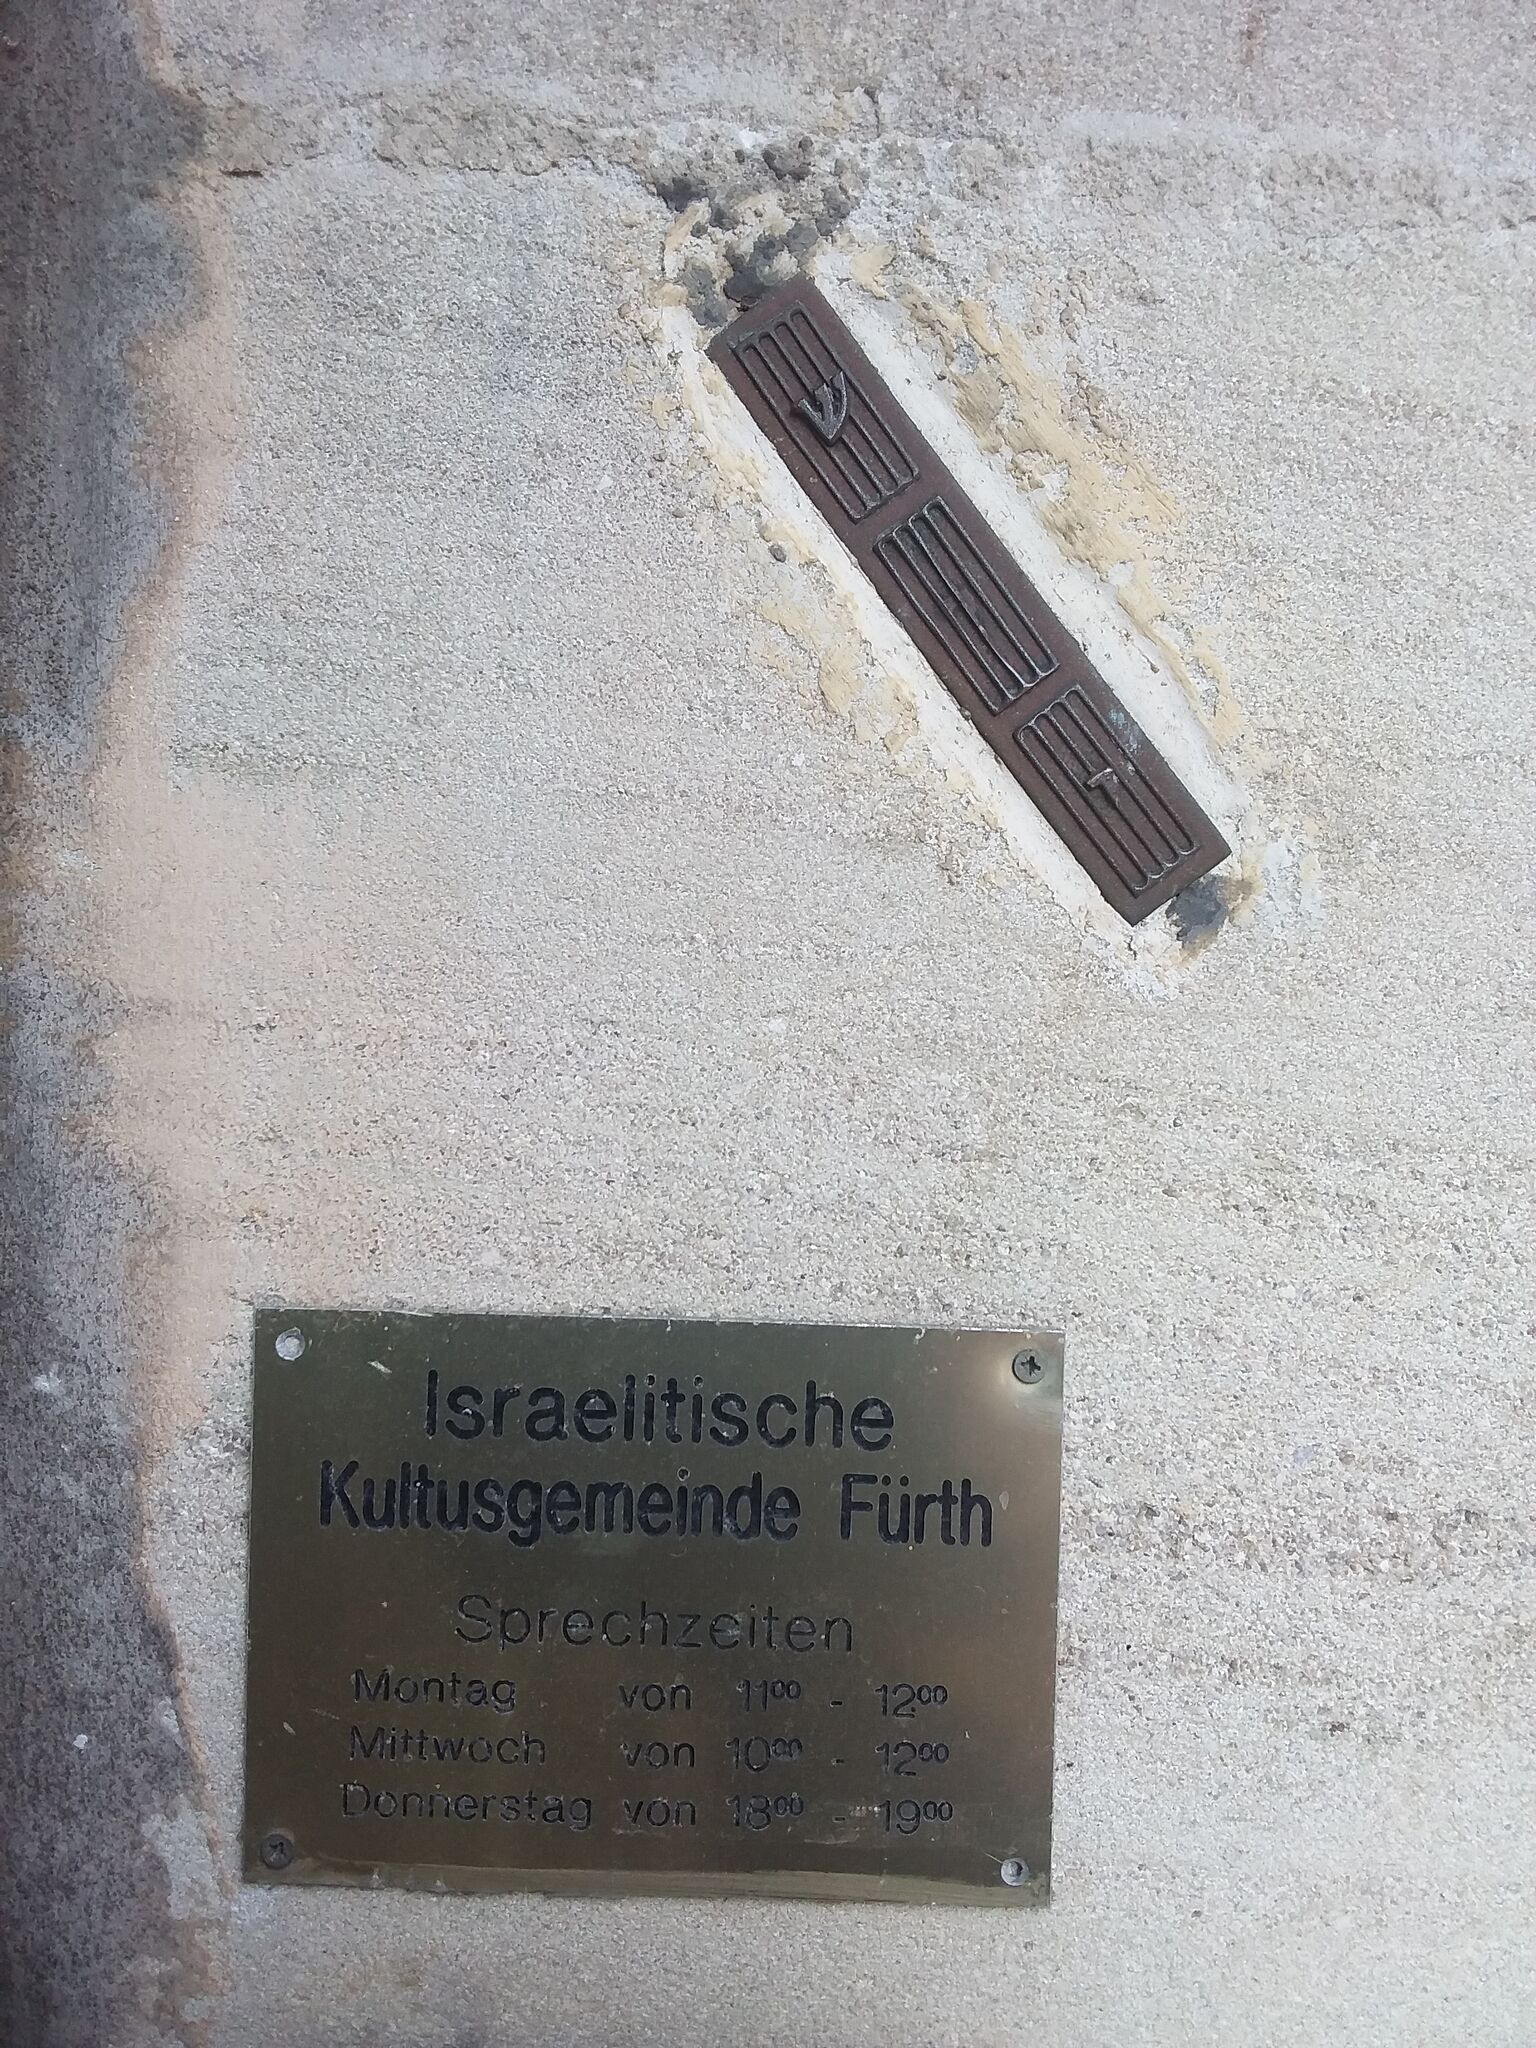 ש
Israelitische
Kultusgemeinde Fürth
Sprechzeiten
Montag von 11⁰⁰ - 12⁰⁰
Mittwoch von 10⁰⁰ - 12⁰⁰
Donnerstag von 18⁰⁰ - 19⁰⁰